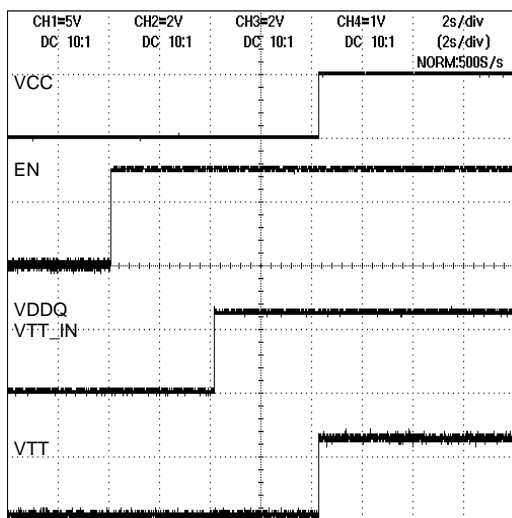 CH1=5V CH2=2V CH3=2V CH4=1V 2s/div
DC 10:1 DC 10:1 DC 10:1 DC 10:1 (2s/div)
NORM:500S/s
VCC
EN
VDDQ
VTT_IN
VTT